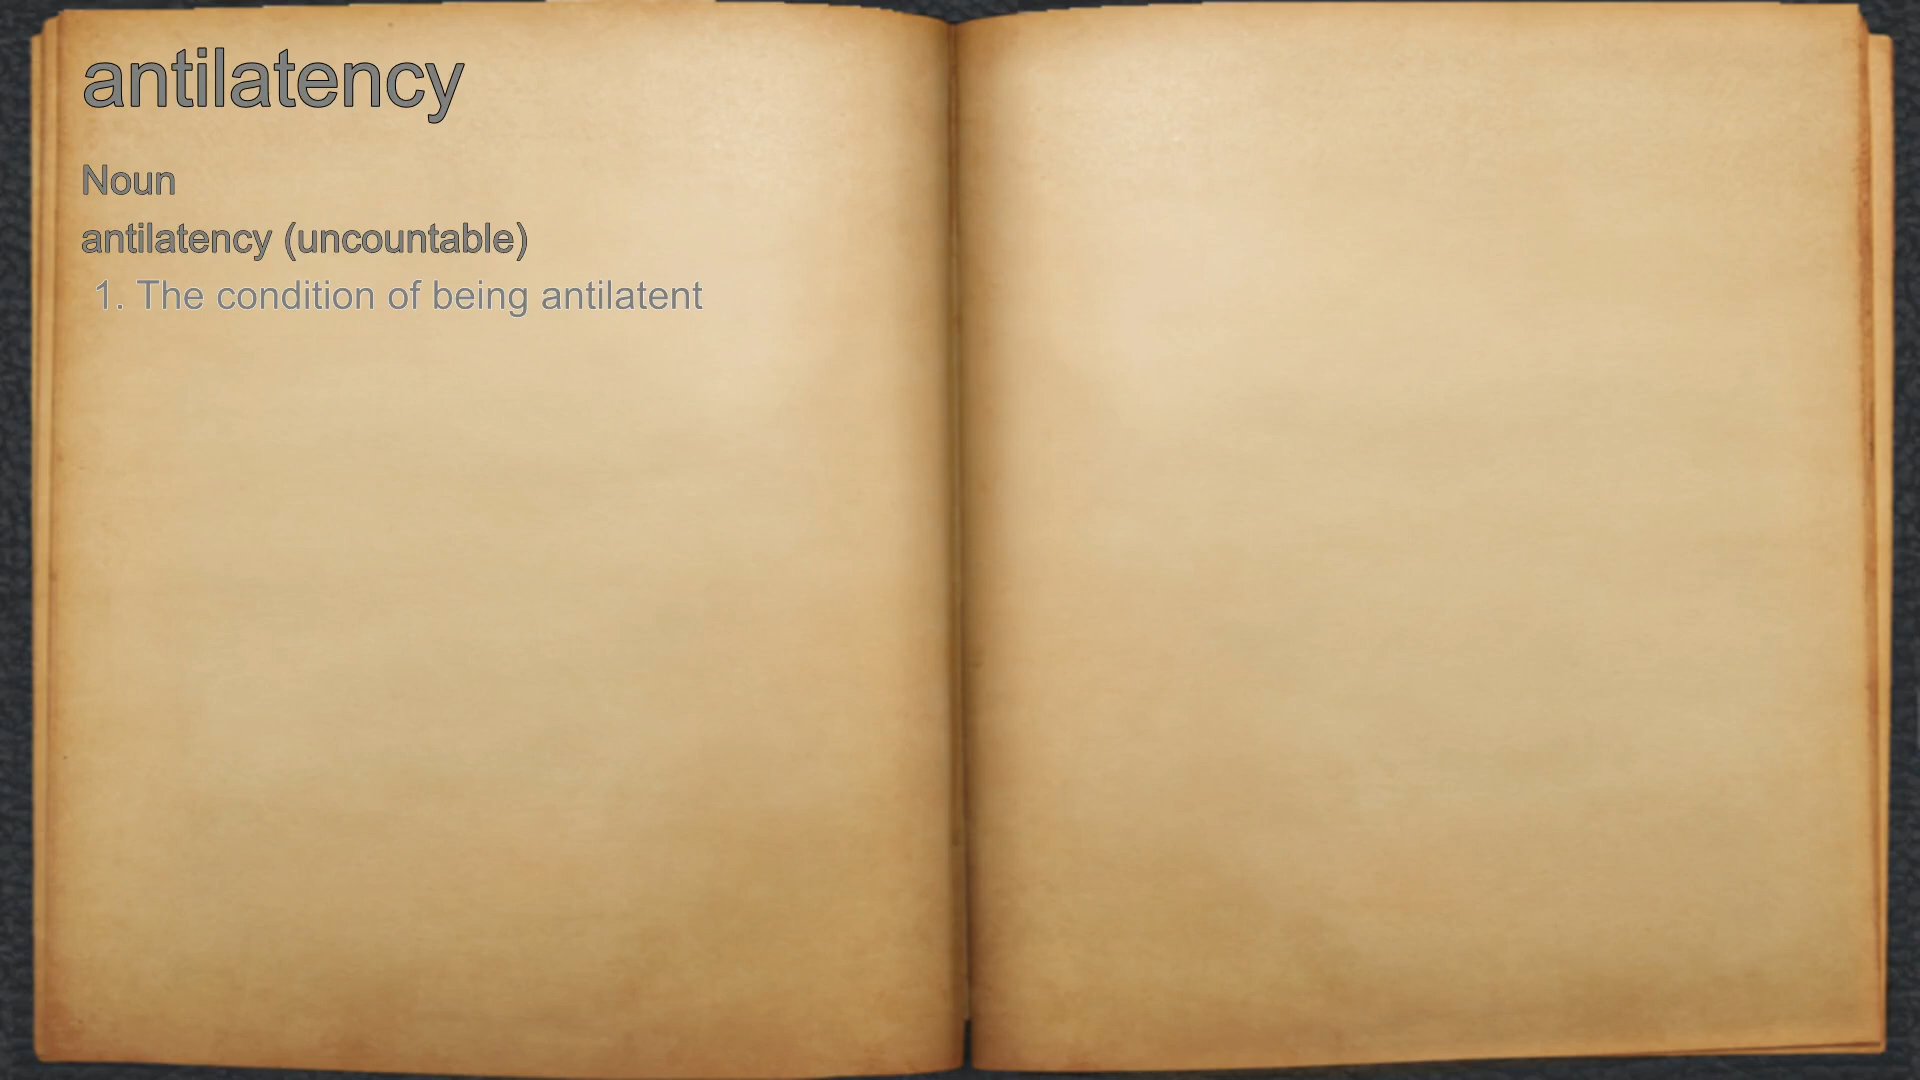 antilatency
Noun
antilatency (uncountable)
1. The condition of being antilatent